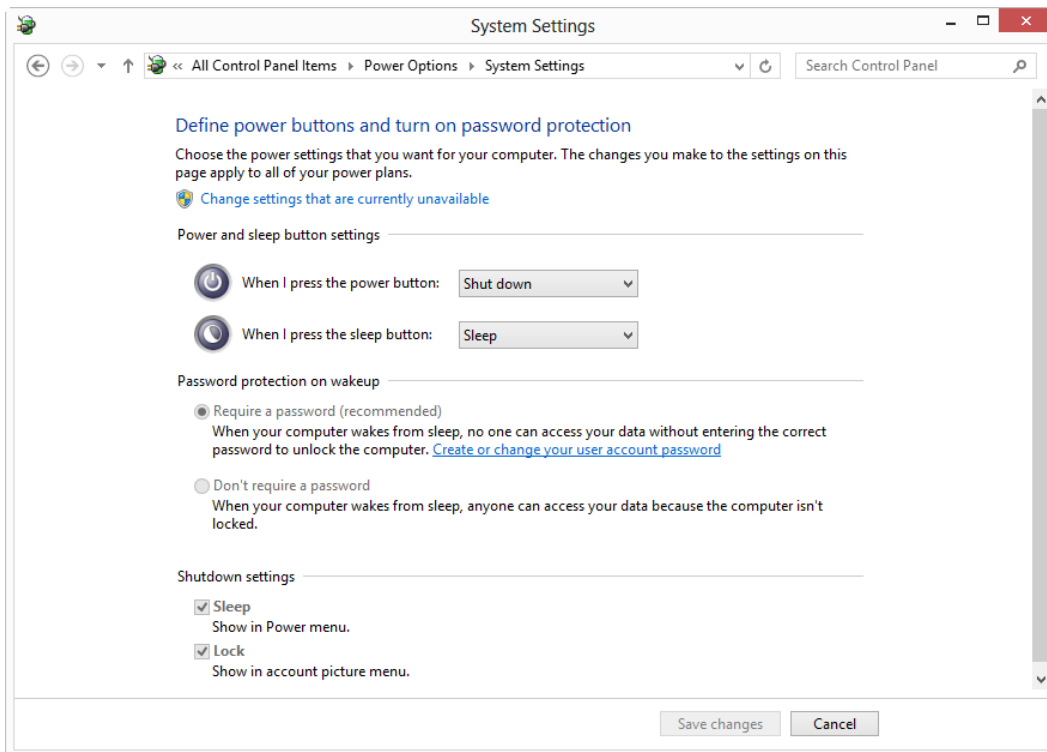 System Settings
« All Control Panel Items Power Options System Settings
Search Control Panel
Define power buttons and turn on password protection
Choose the power settings that you want for your computer. The changes you make to the settings on this
page apply to all of your power plans.
Change settings that are currently unavailable
Power and sleep button settings
When I press the power button: Shut down
When I press the sleep button: Sleep
Password protection on wakeup
Require a password (recommended)
When your computer wakes from sleep, no one can access your data without entering the correct
password to unlock the computer. Create or change your user account password
Don't require a password
When your computer wakes from sleep, anyone can access your data because the computer isn't
locked.
Shutdown settings
Sleep
Show in Power menu.
Lock
Show in account picture menu.
Save changes Cancel